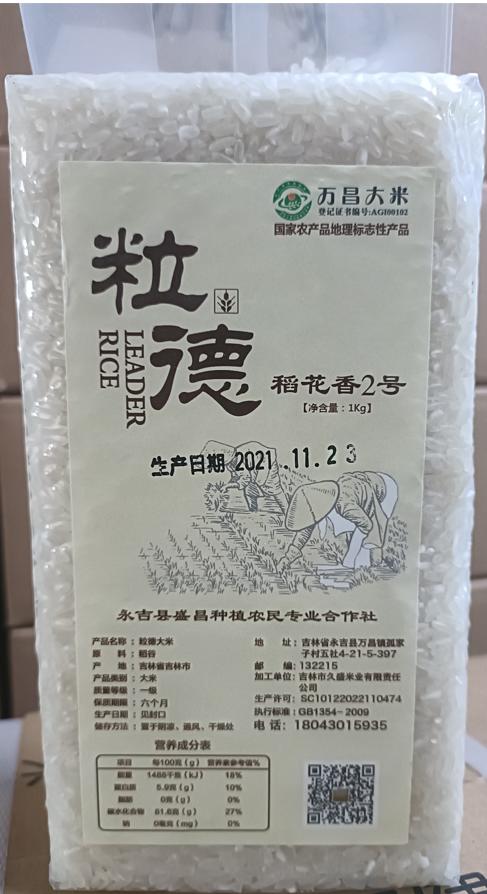 万昌大米
登记证书编号:AGI00102
国家农产品地理标志性产品
粒德
LEADER
RICE
稻花香2号
【净含量：1Kg】
生产日期 2021.11.23
永吉县盛昌种植农民专业合作社
产品名称：粒德大米
原　料：稻谷
产　地：吉林省吉林市
产品类别：大米
质量等级：一级
保质期限：六个月
生产日期：见封口
储存方法：置于阴凉、通风、干燥处
地　址：吉林省永吉县万昌镇孤家
子村五社4-21-5-397
邮　编：132215
加工单位：吉林市久盛米业有限责任
公司
生产许可：SC10122022110474
执行标准：GB1354-2009
电话：18043015935
营养成分表
项目 每100克(g) 营养素参考值%
能量 1466千焦(kJ) 18%
蛋白质 5.9克(g) 10%
脂肪 0克(g) 0%
碳水化合物 81.6克(g) 27%
钠 0毫克(mg) 0%